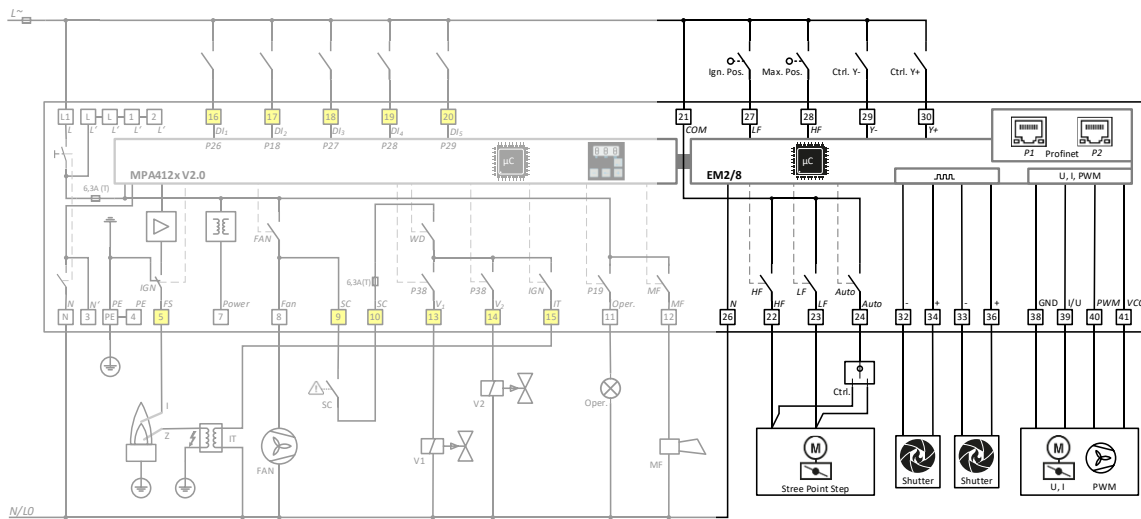 L~
Ign. Pos. Max. Pos. Ctrl. Y- Ctrl. Y+
L1 L L 1 2 16 17 18 19 20 21 27 28 29 30
L L' L' L' L' DI1 DI2 DI3 DI4 DI5 COM LF HF Y- Y+
P26 P18 P27 P28 P29
µC 888 µC P1 Profinet P2
MPA412x V2.0 EM2/8 U, I, PWM
6,3A (T)
FAN WD
IGN 6,3A(T) P38 P38 IGN P19 MF HF LF Auto
N N' PE PE FS Power Fan SC SC V1 V2 IT Oper. MF N HF LF Auto - + - + GND I/U PWM VCC
N 3 PE 4 5 7 8 9 10 13 14 15 11 12 26 22 23 24 32 34 33 36 38 39 40 41
Ctrl.
SC V2 Oper.
I
Z IT M M
FAN V1 MF Stree Point Step Shutter Shutter U, I PWM
N/L0